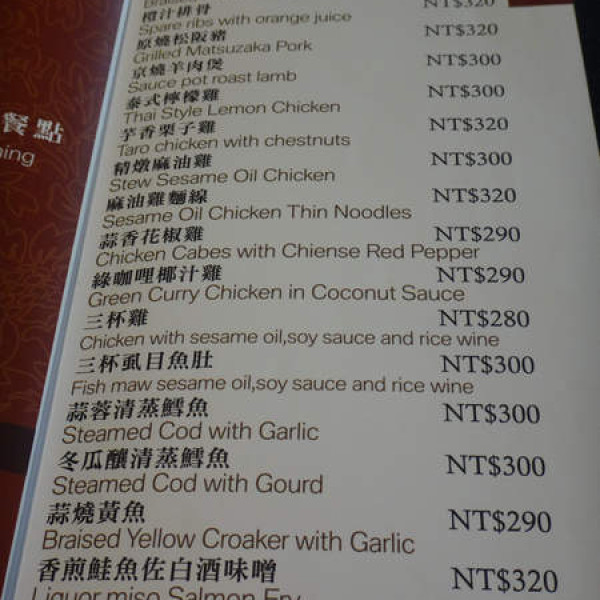 橙汁排骨 NT$320
Spare ribs with orange juice
原燒松阪豬 NT$320
Grilled Matsuzaka Pork
京燒羊肉煲 NT$300
Sauce pot roast lamb
泰式檸檬雞 NT$300
Thai Style Lemon Chicken
芋香栗子雞 NT$320
Taro chicken with chestnuts
精燉麻油雞 NT$300
Stew Sesame Oil Chicken
麻油雞麵線 NT$320
Sesame Oil Chicken Thin Noodles
蒜香花椒雞 NT$290
Chicken Cabes with Chiense Red Pepper
綠咖哩椰汁雞 NT$290
Green Curry Chicken in Coconut Sauce
三杯雞 NT$280
Chicken with sesame oil,soy sauce and rice wine
三杯虱目魚肚 NT$300
Fish maw sesame oil,soy sauce and rice wine
蒜蓉清蒸鱈魚 NT$300
Steamed Cod with Garlic
冬瓜釀清蒸鱈魚 NT$300
Steamed Cod with Gourd
蒜燒黃魚 NT$290
Braised Yellow Croaker with Garlic
香煎鮭魚佐白酒味噌 NT$320
Liquor miso Salmon Fry
餐點